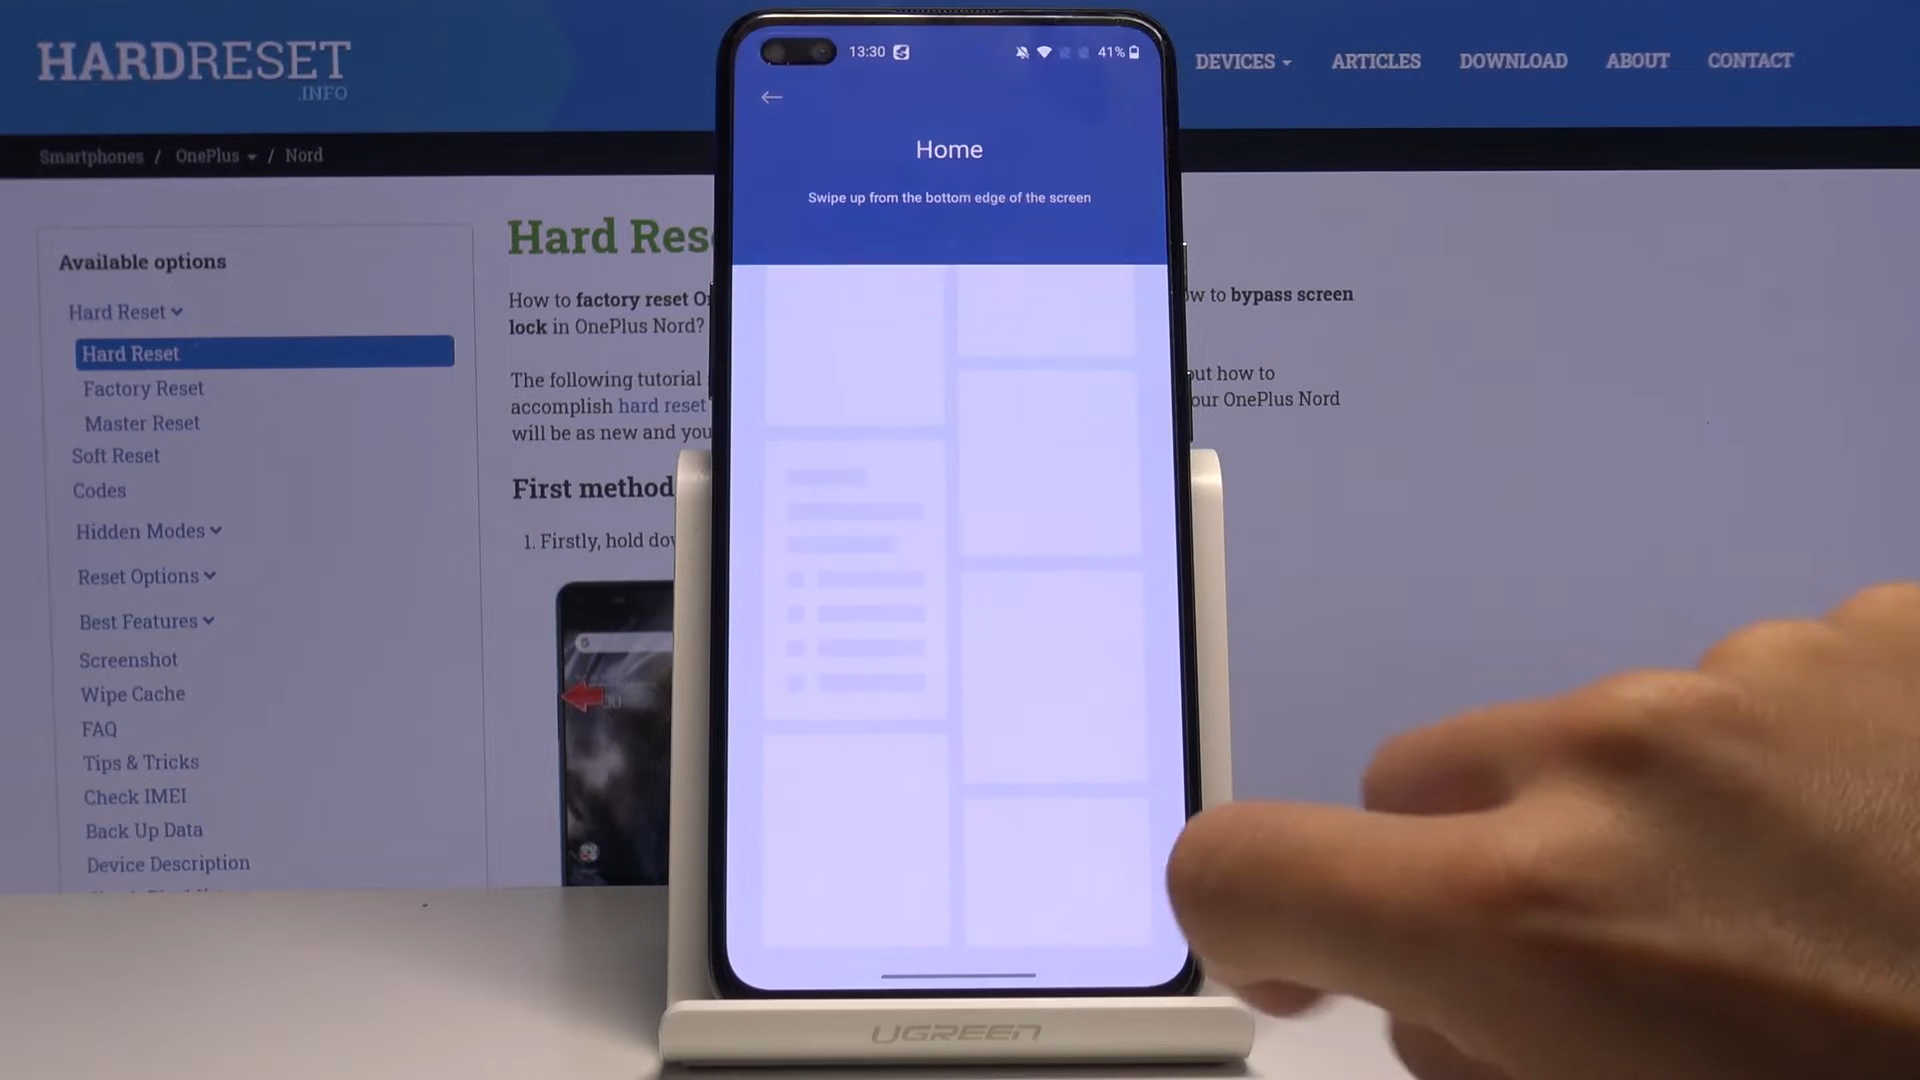 HARDRESET
.INFO
DEVICES
ARTICLES
DOWNLOAD
ABOUT
CONTACT
Smartphones / OnePlus / Nord
13:30
41%
Home
Swipe up from the bottom edge of the screen
Available options
Hard Reset
Hard Reset
Factory Reset
Master Reset
Soft Reset
Codes
Hidden Modes
Reset Options
Best Features
Screenshot
Wipe Cache
FAQ
Tips & Tricks
Check IMEI
Back Up Data
Device Description
Hard Res
How to factory reset O
w to bypass screen
lock in OnePlus Nord?
The following tutorial
out how to
accomplish hard reset
our OnePlus Nord
will be as new and you
First method
1. Firstly, hold dov
UGREEN